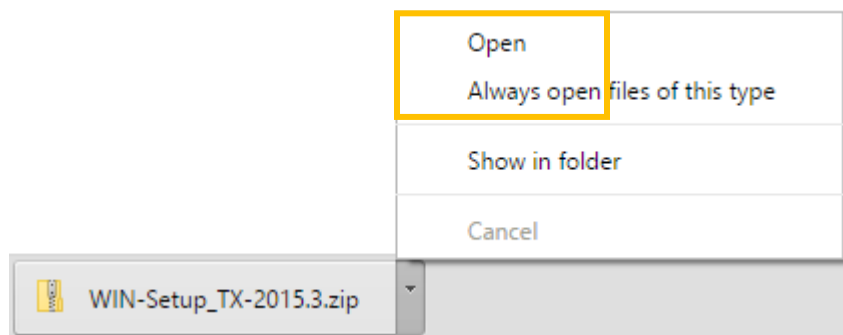 Open
Always open files of this type
Show in folder
Cancel
WIN-Setup_TX-2015.3.zip